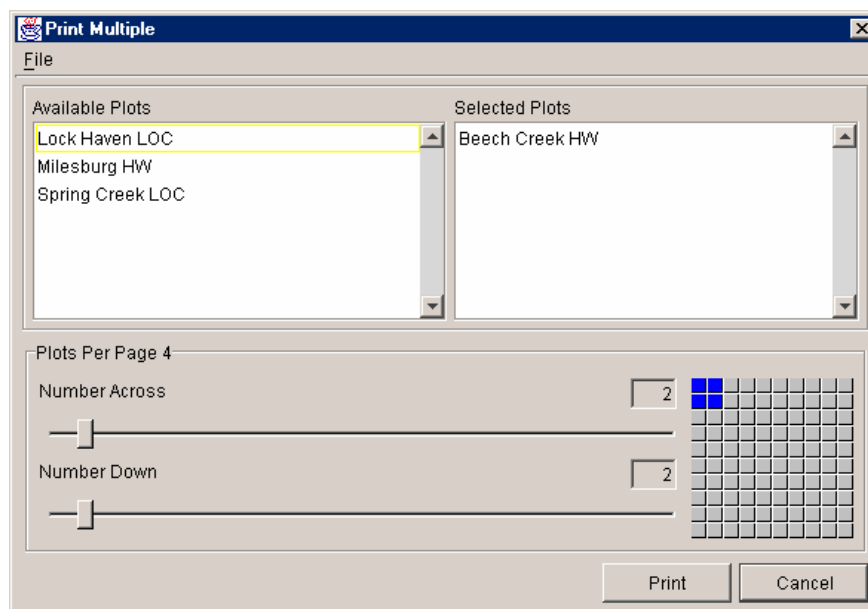 Print Multiple
File
Available Plots
Selected Plots
Lock Haven LOC
Milesburg HW
Spring Creek LOC
Beech Creek HW
Plots Per Page 4
Number Across
2
Number Down
2
Print
Cancel